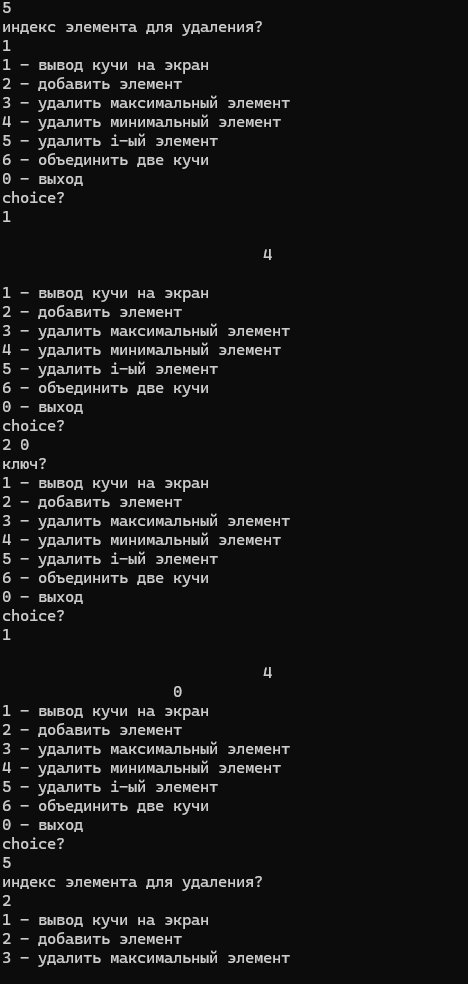 5
индекс элемента для удаления?
1
1 - вывод кучи на экран
2 - добавить элемент
3 - удалить максимальный элемент
4 - удалить минимальный элемент
5 - удалить i-ый элемент
6 - объединить две кучи
0 - выход
choice?
1
4
1 - вывод кучи на экран
2 - добавить элемент
3 - удалить максимальный элемент
4 - удалить минимальный элемент
5 - удалить i-ый элемент
6 - объединить две кучи
0 - выход
choice?
2 0
ключ?
1 - вывод кучи на экран
2 - добавить элемент
3 - удалить максимальный элемент
4 - удалить минимальный элемент
5 - удалить i-ый элемент
6 - объединить две кучи
0 - выход
choice?
1
4
0
1 - вывод кучи на экран
2 - добавить элемент
3 - удалить максимальный элемент
4 - удалить минимальный элемент
5 - удалить i-ый элемент
6 - объединить две кучи
0 - выход
choice?
5
индекс элемента для удаления?
2
1 - вывод кучи на экран
2 - добавить элемент
3 - удалить максимальный элемент